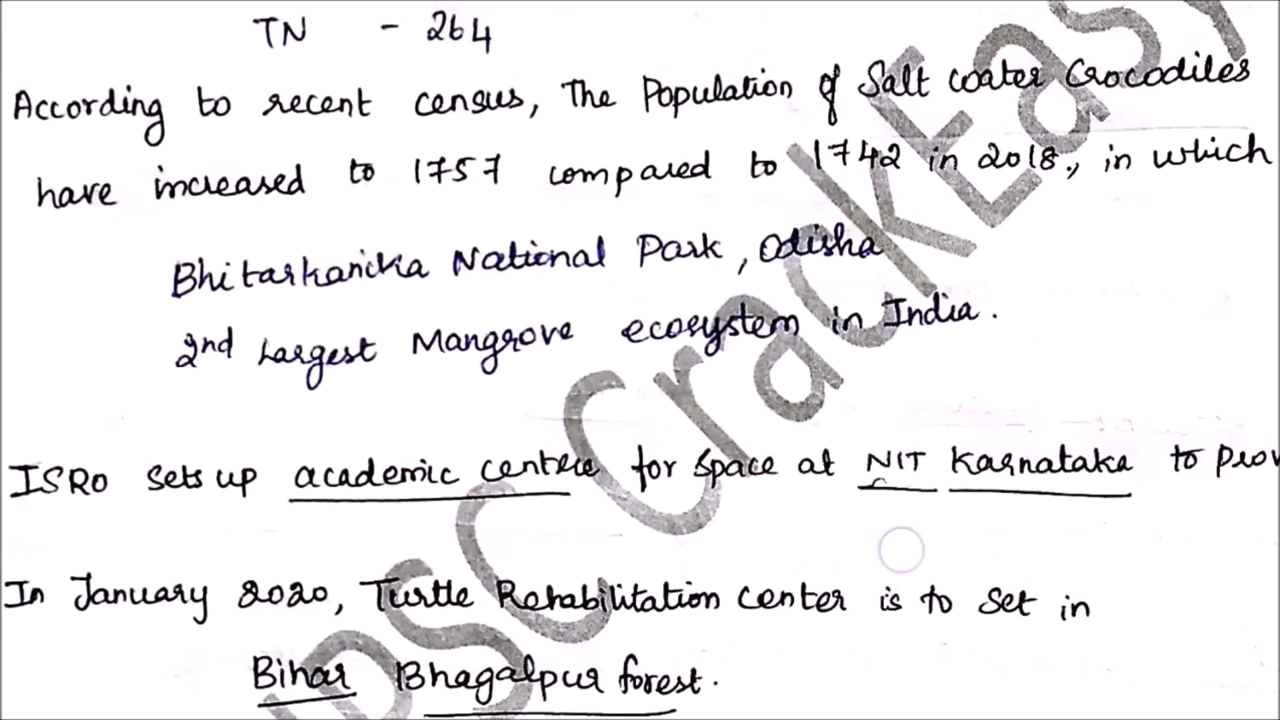 TN - 264
According to recent census, The Population of Salt water Crocodiles
have increased to 1757 compared to 1742 in 2018., in which
Bhitarkanika National Park, Odisha
2nd Largest Mangrove ecosystem in India.
ISRO sets up academic centre for space at NIT Karnataka to prov
In January 2020, Turtle Rehabilitation center is to set in
Bihar Bhagalpur forest.
PSC CrackEasy